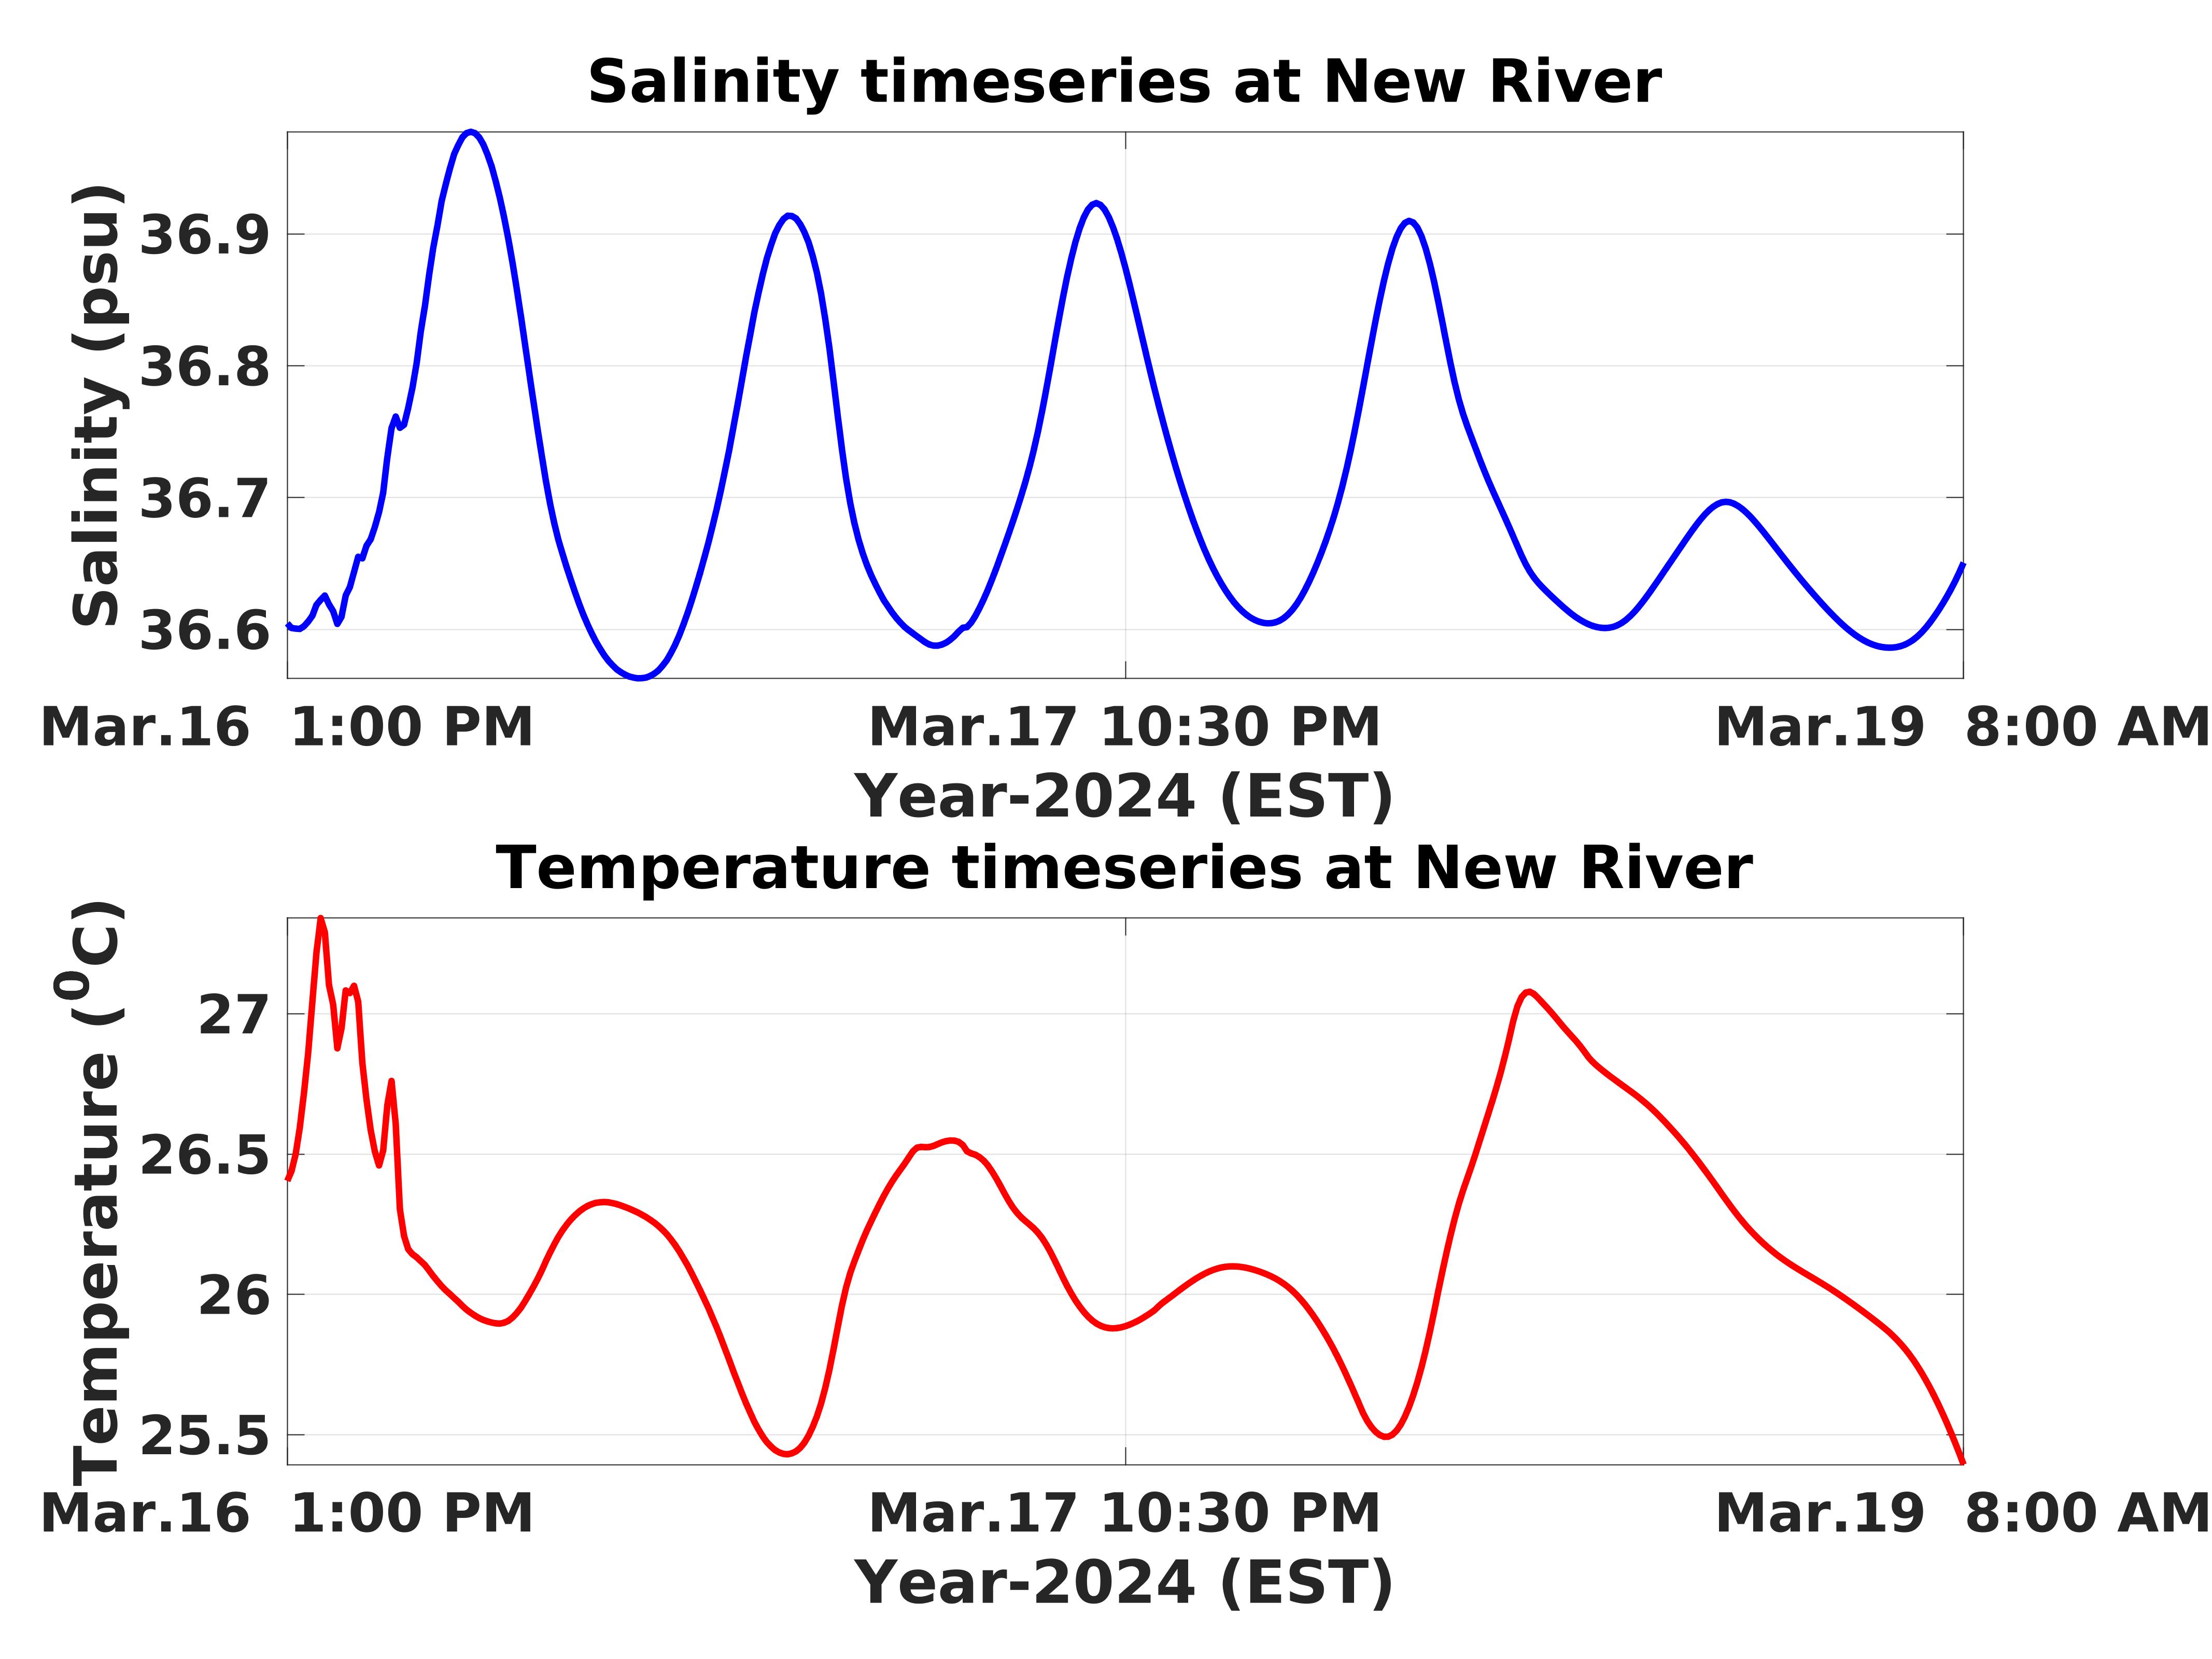 Salinity timeseries at New River
Salinity (psu)
36.9
36.8
36.7
36.6
Mar.16  1:00 PM
Mar.17 10:30 PM
Mar.19  8:00 AM
Year-2024 (EST)
Temperature timeseries at New River
Temperature (⁰C)
27
26.5
26
25.5
Mar.16  1:00 PM
Mar.17 10:30 PM
Mar.19  8:00 AM
Year-2024 (EST)